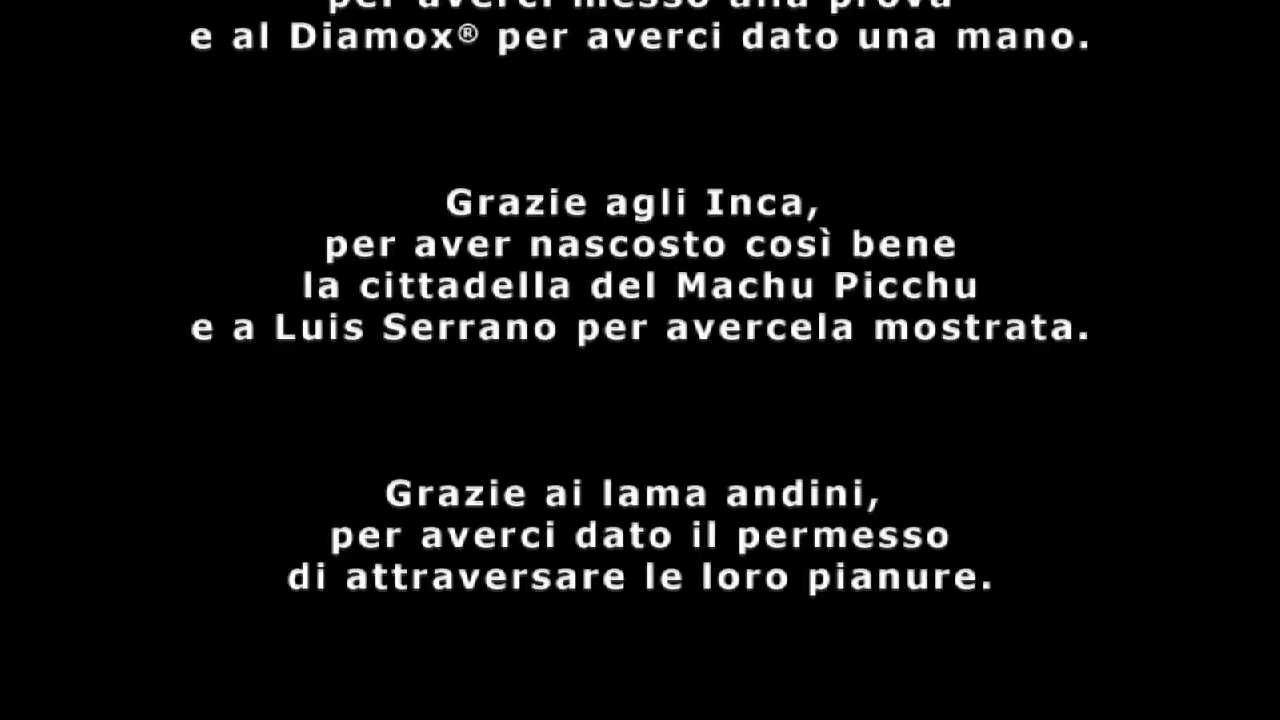 per averci messo alla prova
e al Diamox® per averci dato una mano.
Grazie agli Inca,
per aver nascosto così bene
la cittadella del Machu Picchu
e a Luis Serrano per avercela mostrata.
Grazie ai lama andini,
per averci dato il permesso
di attraversare le loro pianure.